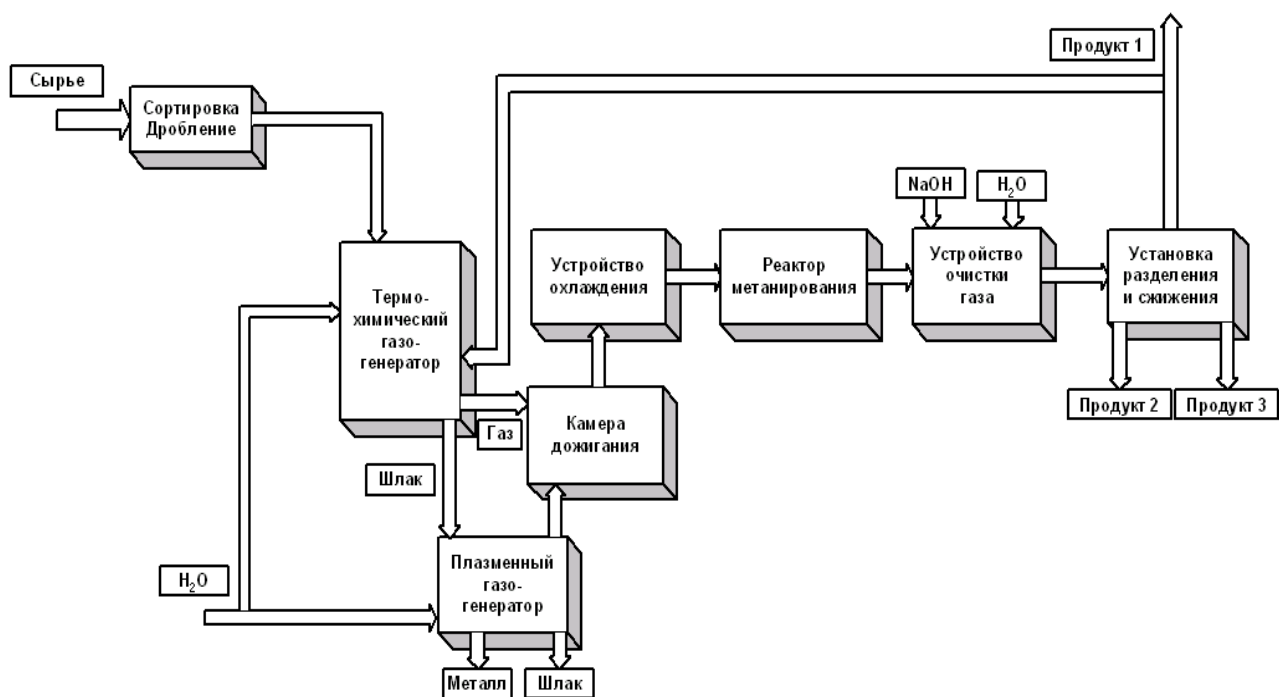 Продукт 1
Сырье
Сортировка
Дробление
NaOH
H₂O
Термо-
химический
газо-
генератор
Устройство
охлаждения
Реактор
метанирования
Устройство
очистки
газа
Установка
разделения
и сжижения
Продукт 2
Продукт 3
Газ
Камера
дожигания
Шлак
H₂O
Плазменный
газо-
генератор
Металл
Шлак